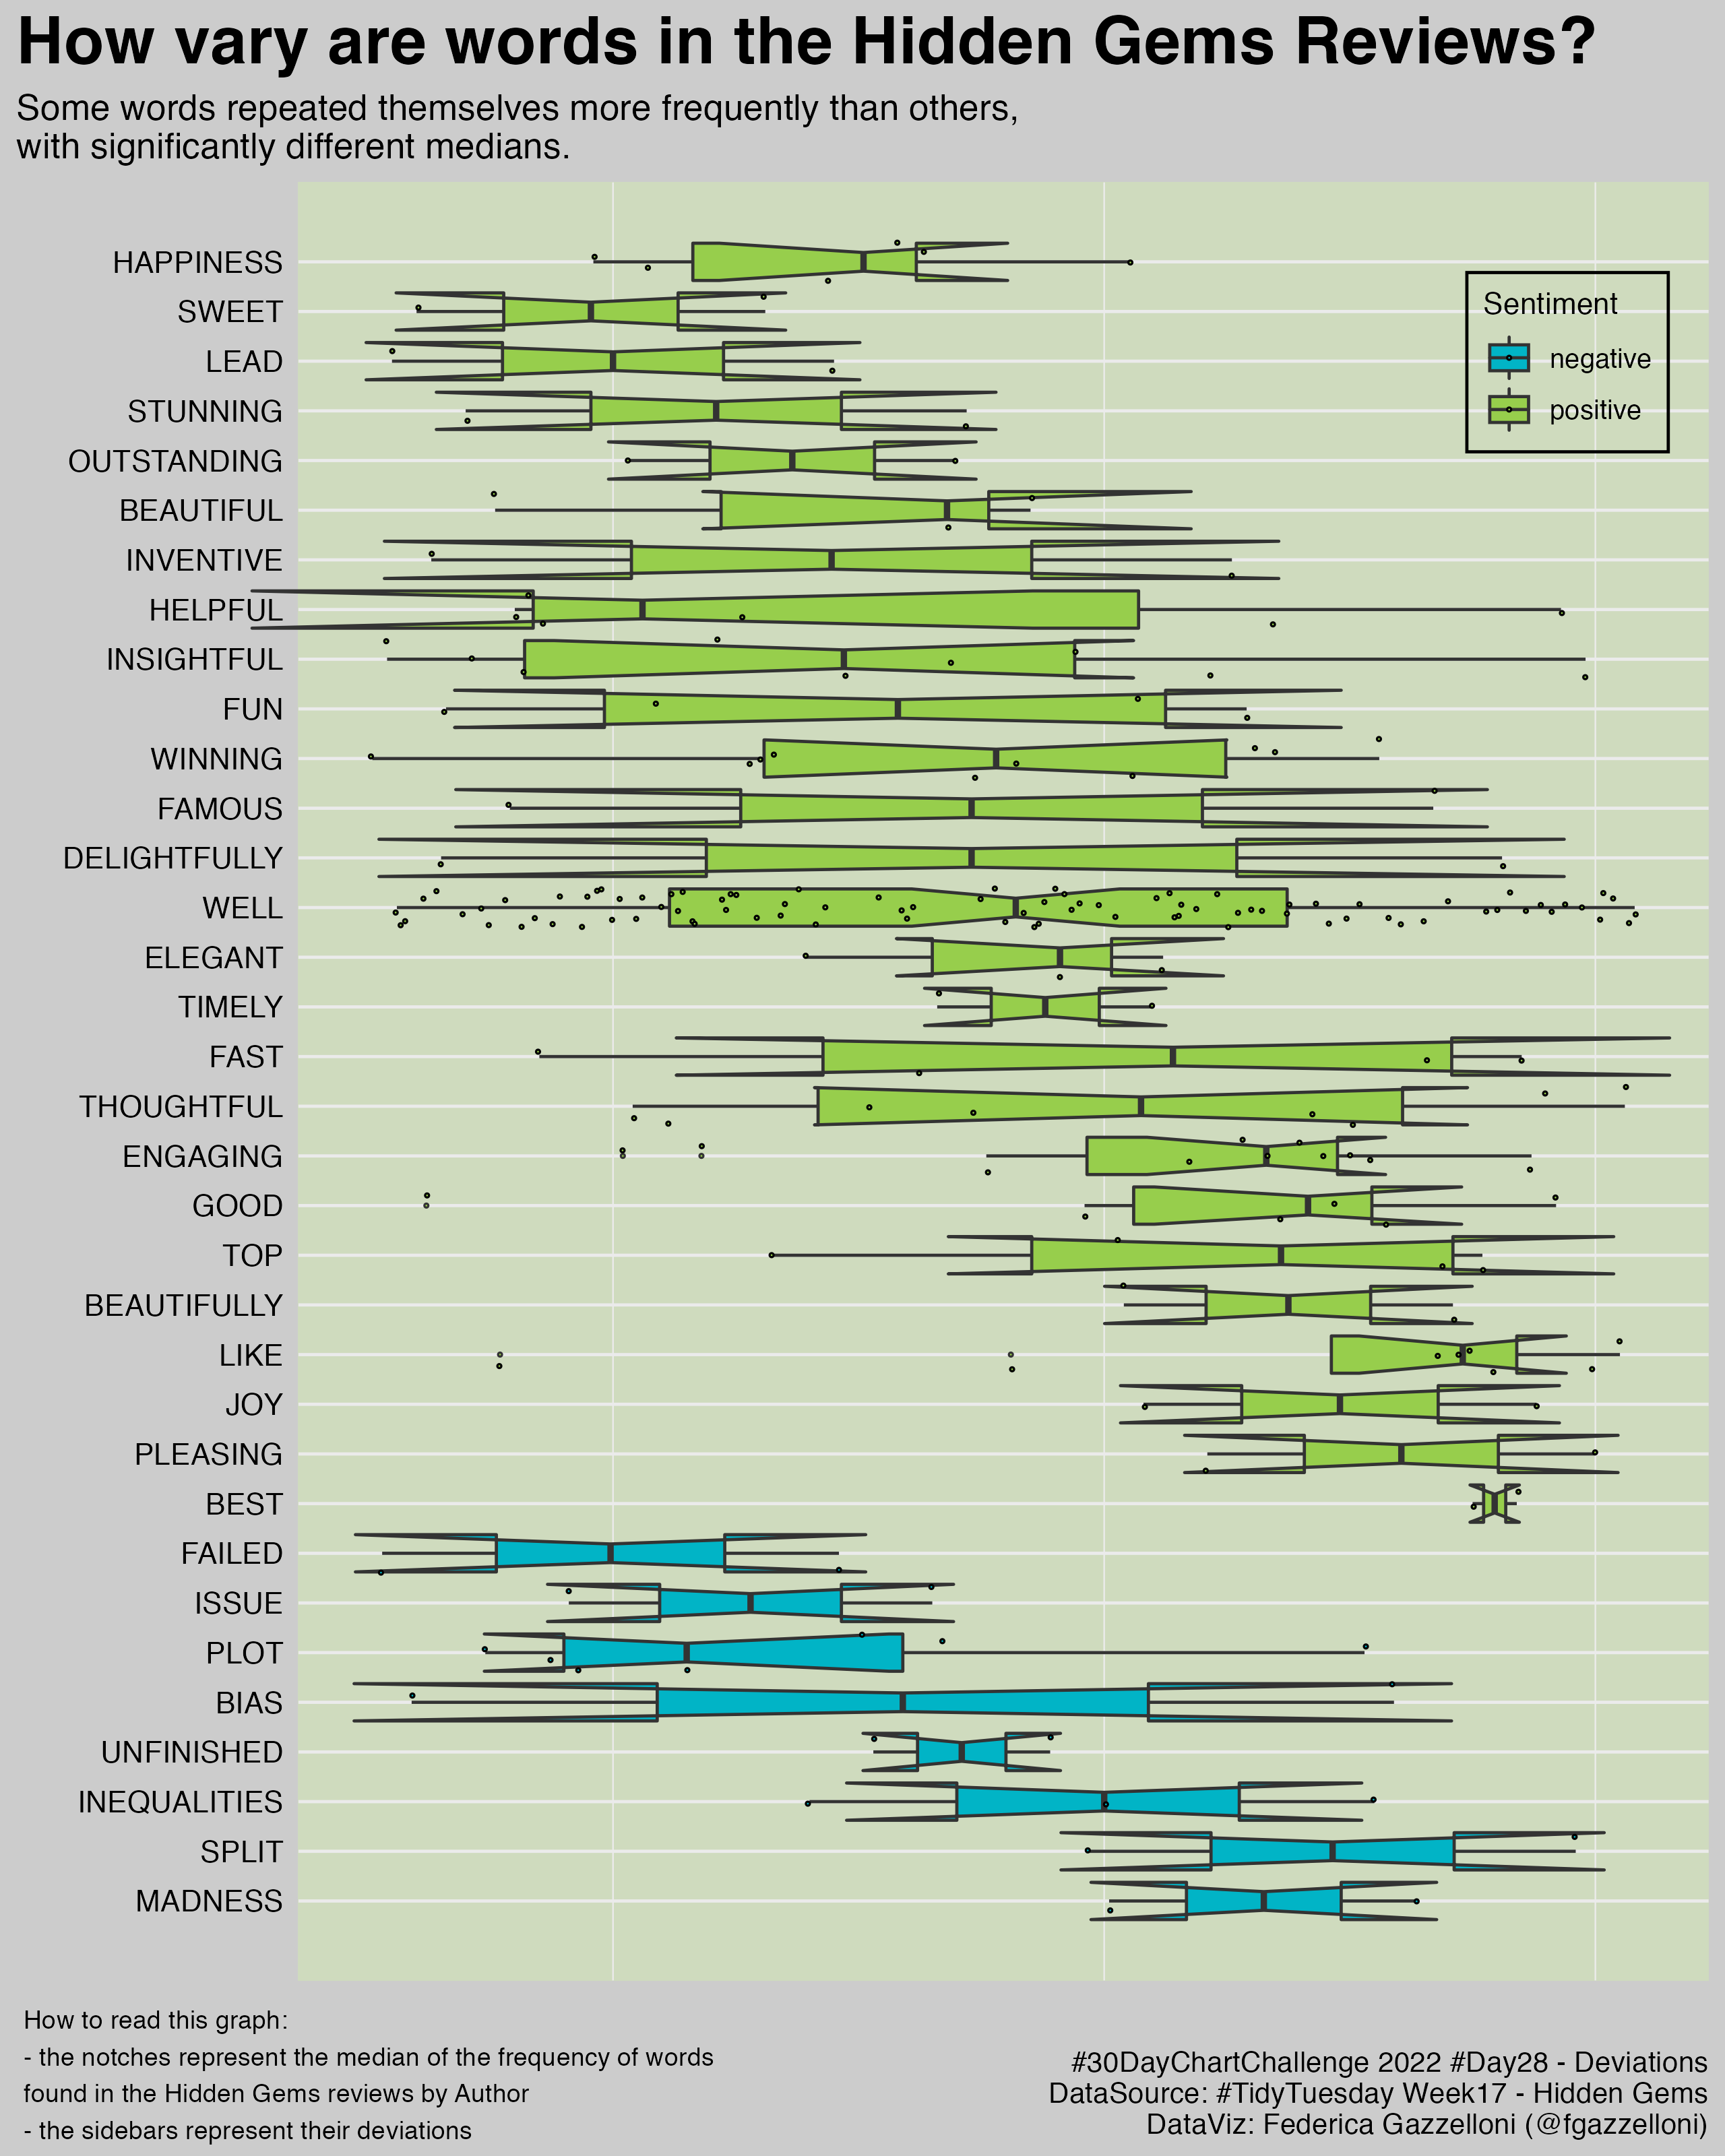 How vary are words in the Hidden Gems Reviews?
Some words repeated themselves more frequently than others,
with significantly different medians.
HAPPINESS
SWEET
LEAD
STUNNING
OUTSTANDING
BEAUTIFUL
INVENTIVE
HELPFUL
INSIGHTFUL
FUN
WINNING
FAMOUS
DELIGHTFULLY
WELL
ELEGANT
TIMELY
FAST
THOUGHTFUL
ENGAGING
GOOD
TOP
BEAUTIFULLY
LIKE
JOY
PLEASING
BEST
FAILED
ISSUE
PLOT
BIAS
UNFINISHED
INEQUALITIES
SPLIT
MADNESS
Sentiment
negative
positive
How to read this graph:
- the notches represent the median of the frequency of words
found in the Hidden Gems reviews by Author
- the sidebars represent their deviations
#30DayChartChallenge 2022 #Day28 - Deviations
DataSource: #TidyTuesday Week17 - Hidden Gems
DataViz: Federica Gazzelloni (@fgazzelloni)